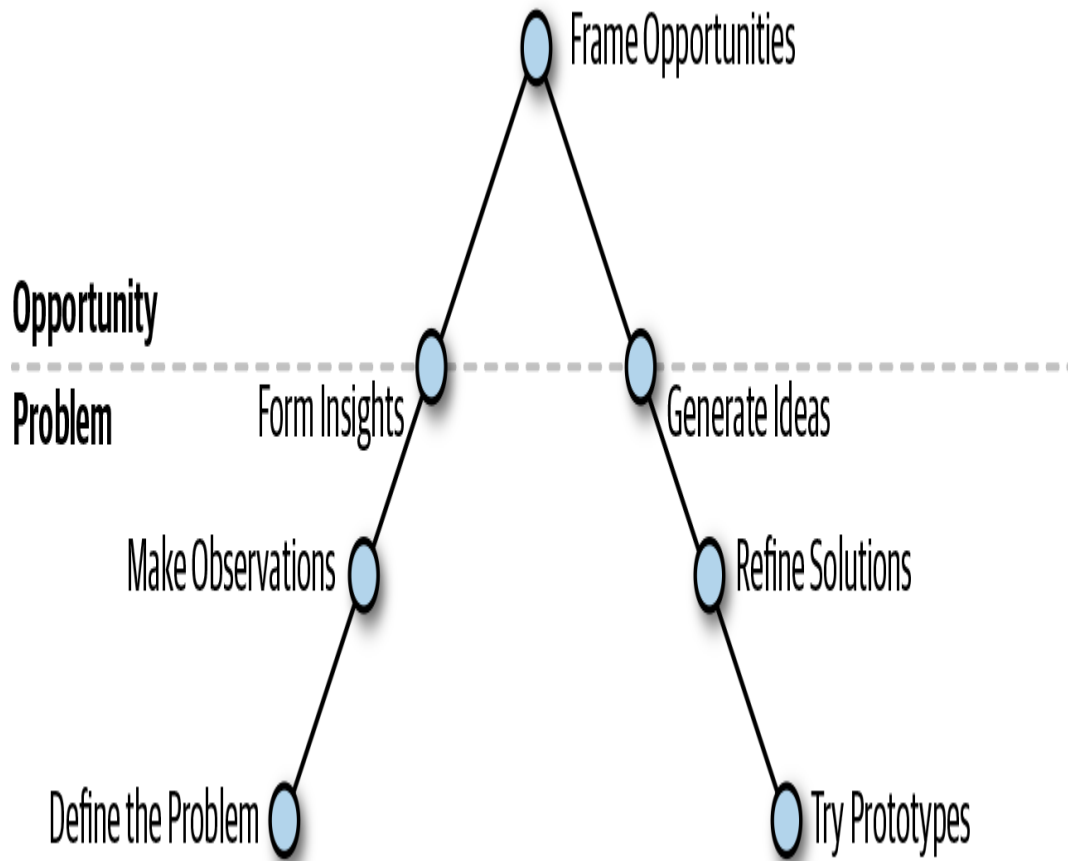 Frame Opportunities
Opportunity
Problem
Form Insights
Generate Ideas
Make Observations
Refine Solutions
Define the Problem
Try Prototypes